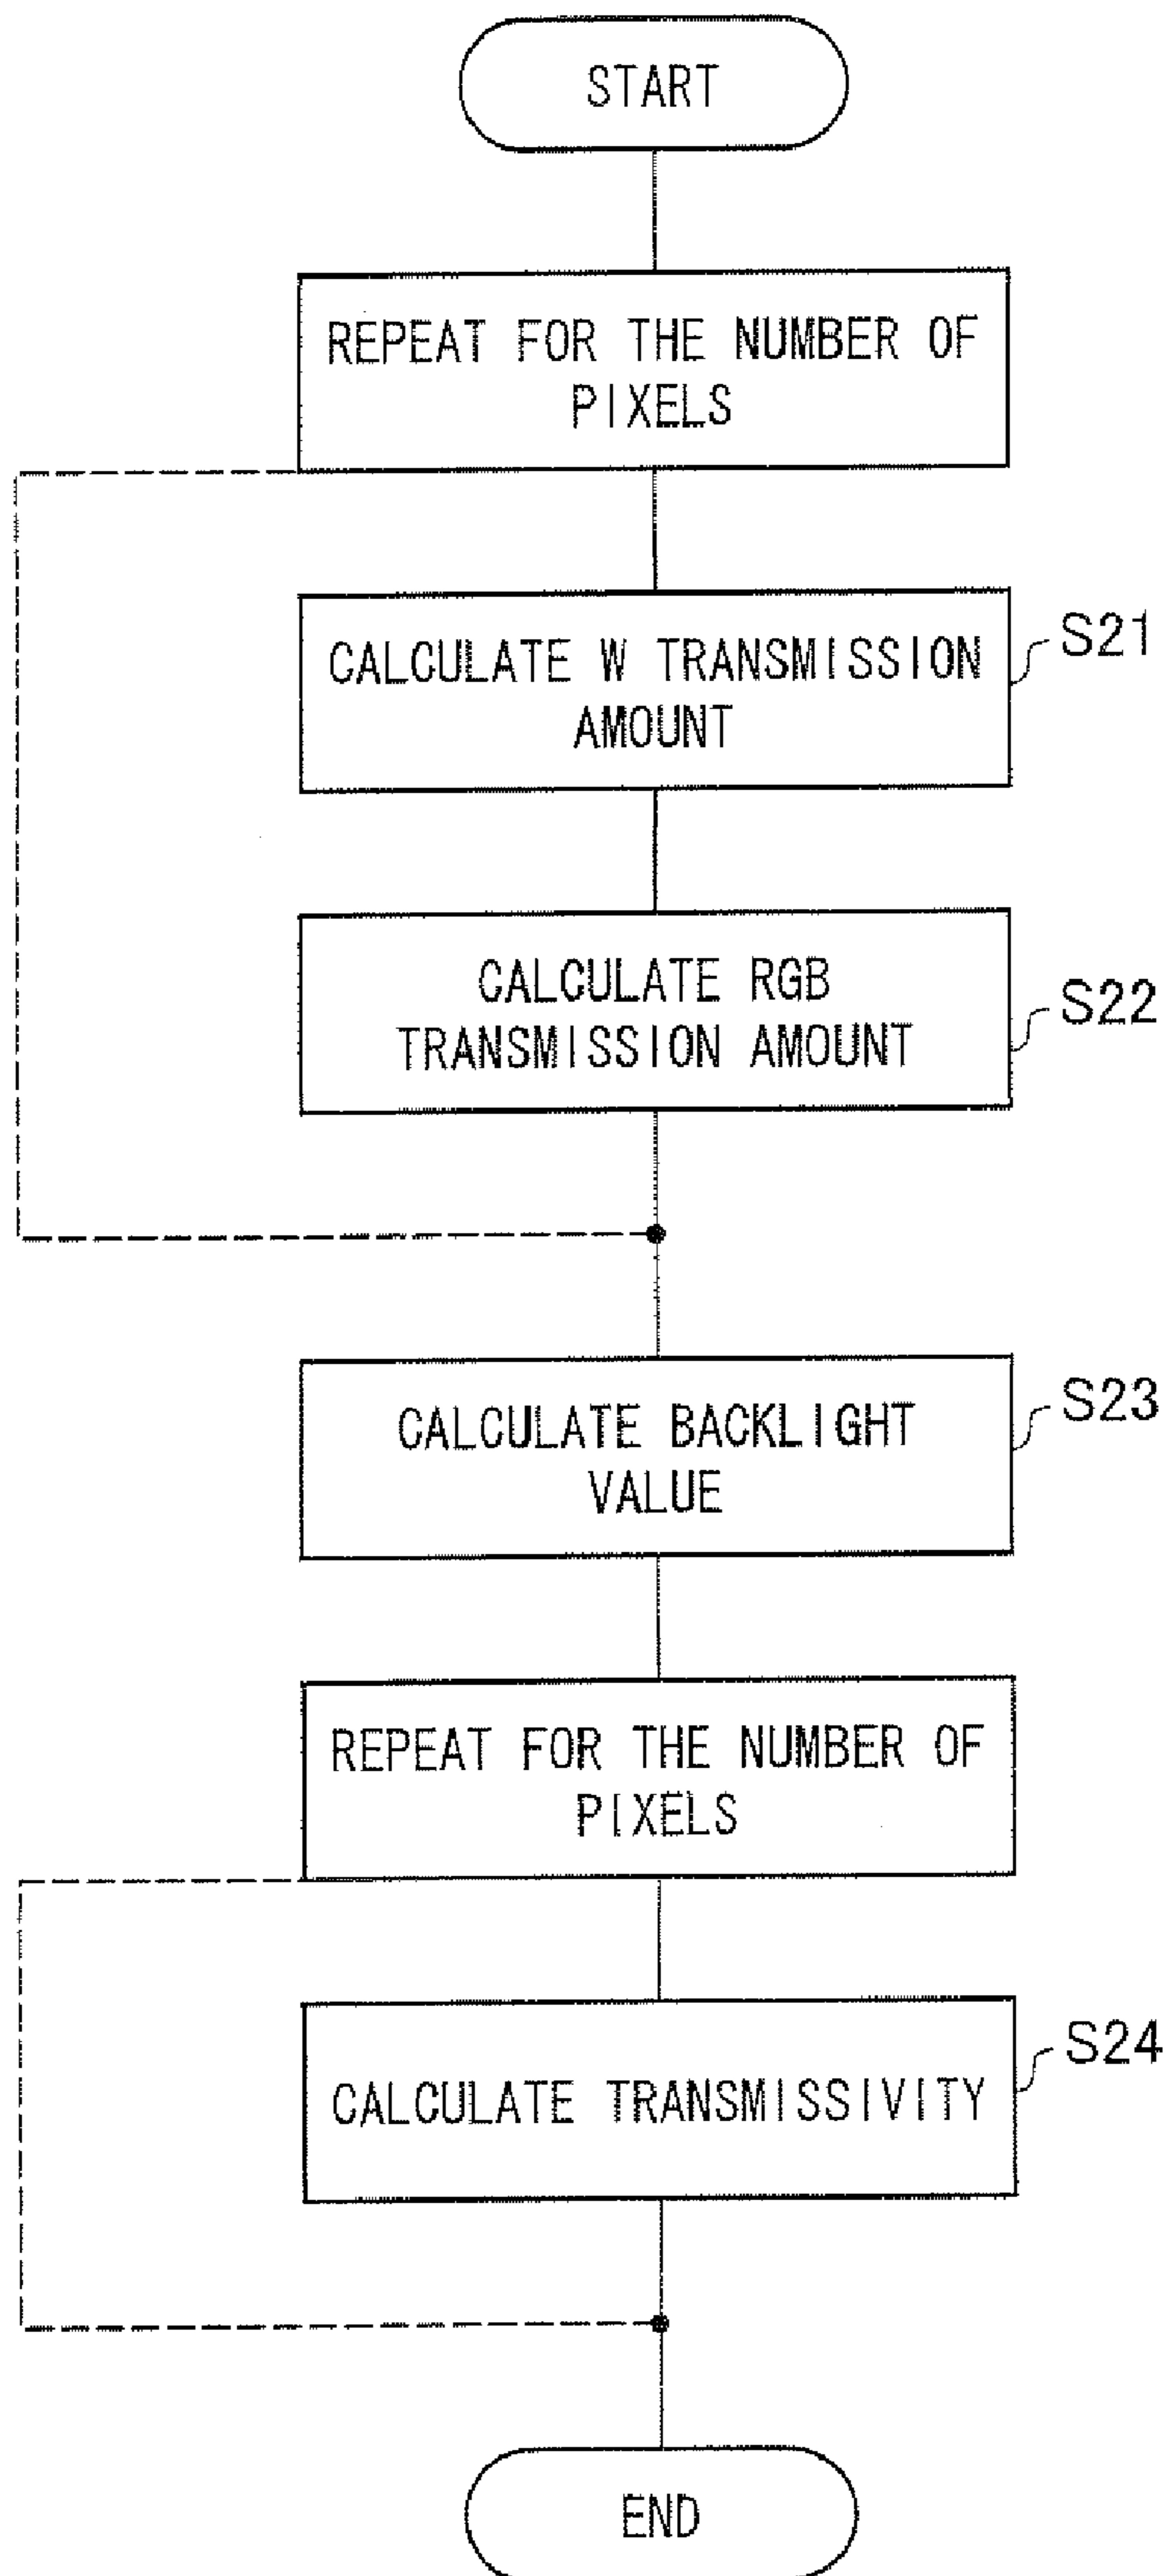 START
REPEAT FOR THE NUMBER OF
PIXELS
CALCULATE W TRANSMISSION
AMOUNT
S21
CALCULATE RGB
TRANSMISSION AMOUNT
S22
CALCULATE BACKLIGHT
VALUE
S23
REPEAT FOR THE NUMBER OF
PIXELS
CALCULATE TRANSMISSIVITY
S24
END